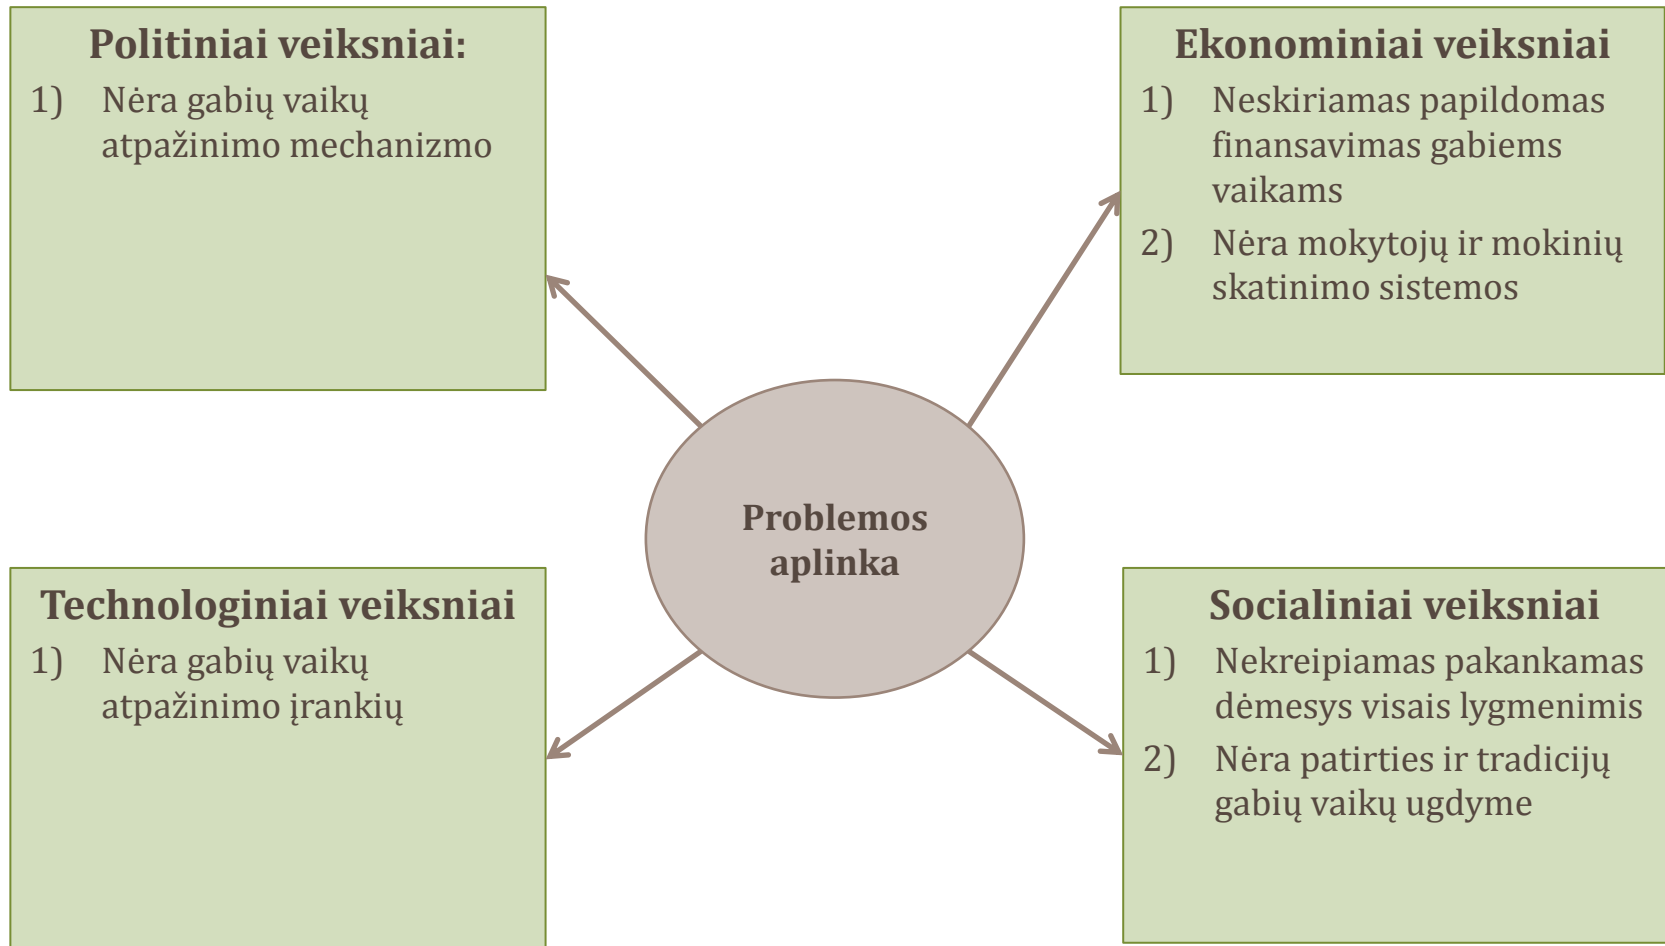 Politiniai veiksniai:
1) Nėra gabių vaikų
atpažinimo mechanizmo
Ekonominiai veiksniai
1) Neskiriamas papildomas
finansavimas gabiems
vaikams
2) Nėra mokytojų ir mokinių
skatinimo sistemos
Problemos
aplinka
Technologiniai veiksniai
1) Nėra gabių vaikų
atpažinimo įrankių
Socialiniai veiksniai
1) Nekreipiamas pakankamas
dėmesys visais lygmenimis
2) Nėra patirties ir tradicijų
gabių vaikų ugdyme